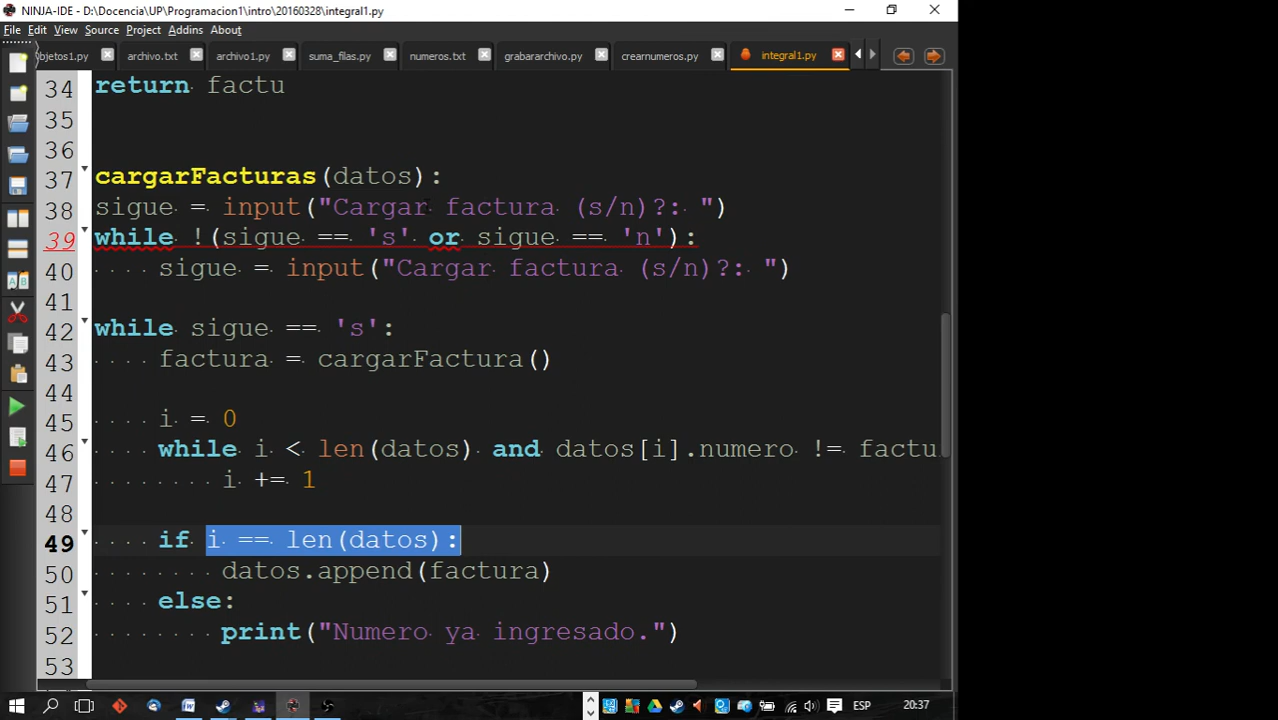 NINJA-IDE - D:\Docencia\UP\Programacion1\intro\20160328\integral1.py
File Edit View Source Project Addins About
bjetos1.py archivo.txt archivo1.py suma_filas.py numeros.txt grabararchivo.py crearnumeros.py integral1.py
34 return factu
35
36
37 cargarFacturas(datos):
38 sigue = input("Cargar factura (s/n)?: ")
39 while !(sigue == 's' or sigue == 'n'):
40 sigue = input("Cargar factura (s/n)?: ")
41
42 while sigue == 's':
43 factura = cargarFactura()
44
45 i = 0
46 while i < len(datos) and datos[i].numero != factu
47 i += 1
48
49 if i == len(datos):
50 datos.append(factura)
51 else:
52 print("Numero ya ingresado.")
53
ESP 20:37